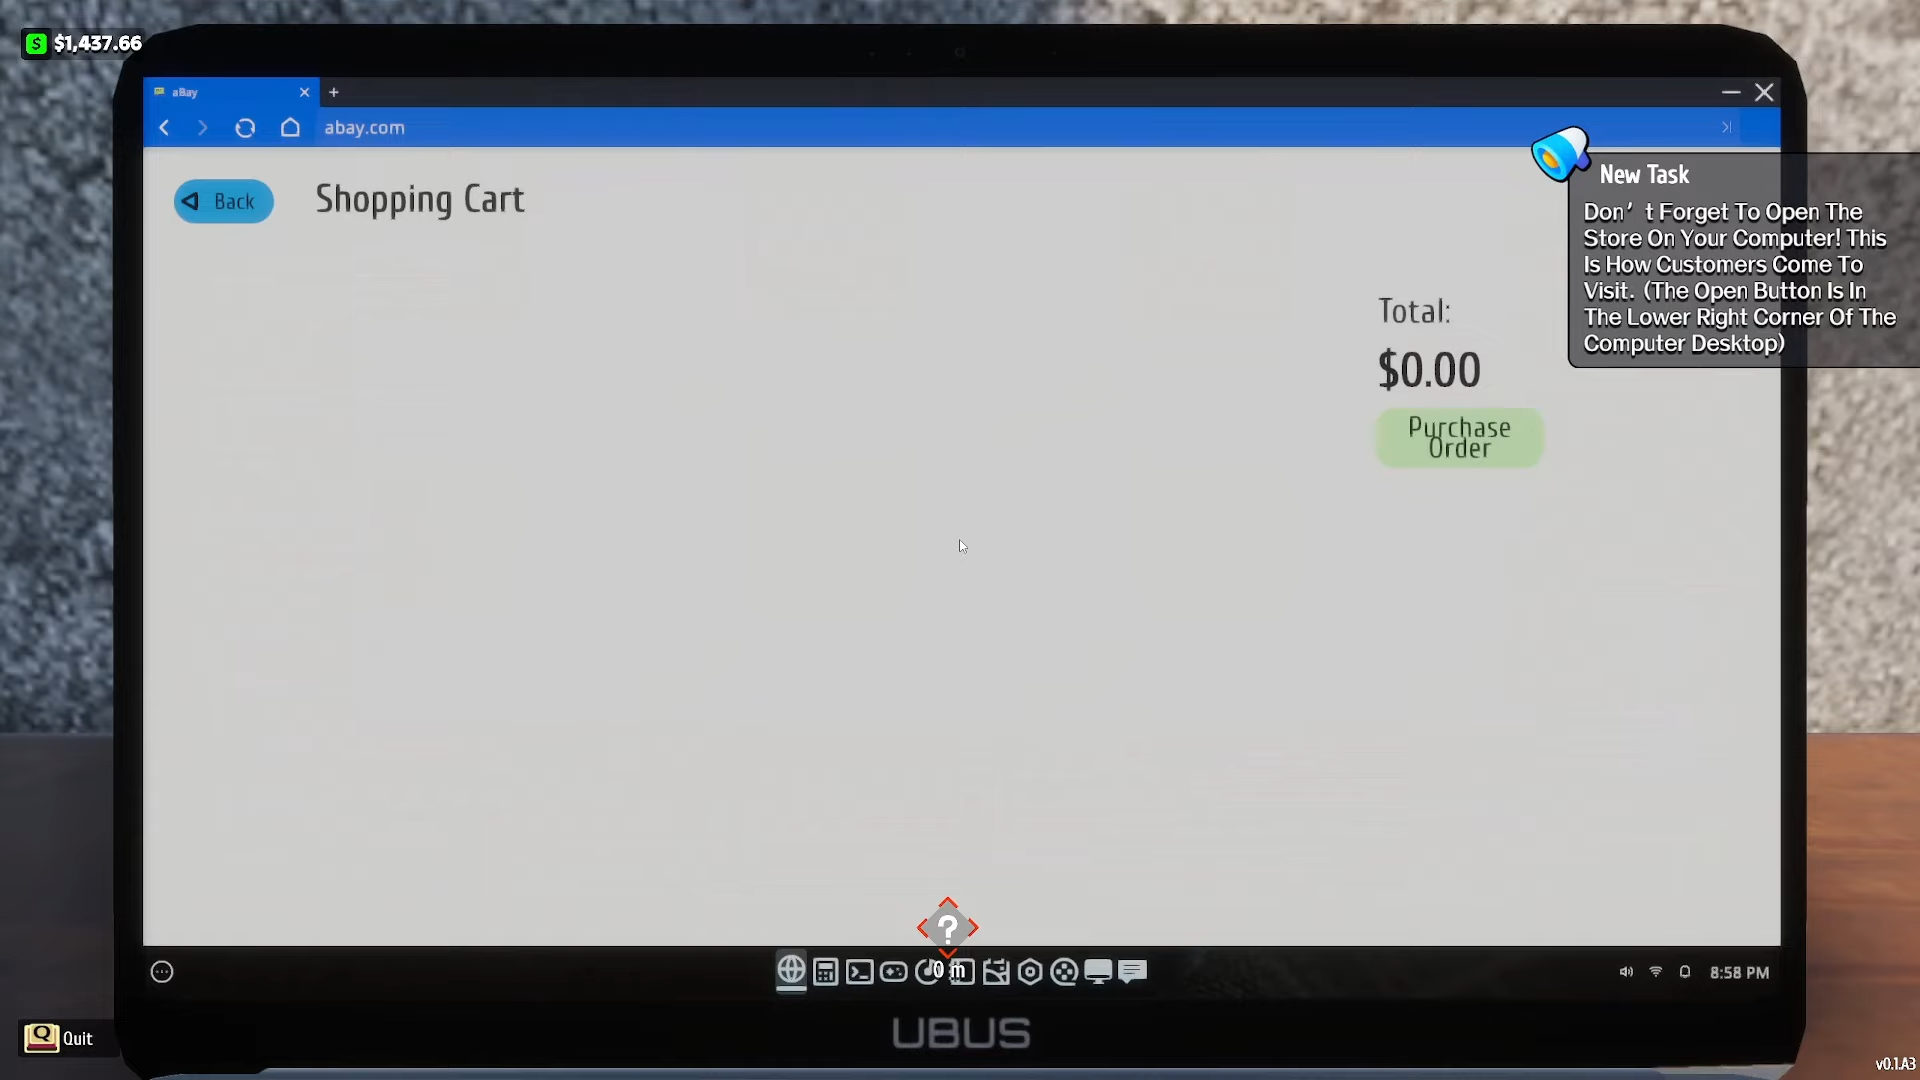 $ $1,437.66
aBay
abay.com
Back
Shopping Cart
New Task
Don't Forget To Open The
Store On Your Computer! This
Is How Customers Come To
Visit. (The Open Button Is In
The Lower Right Corner Of The
Computer Desktop)
Total:
$0.00
Purchase
Order
?
0 m
8:58 PM
Q Quit
UBUS
v0.1.A3